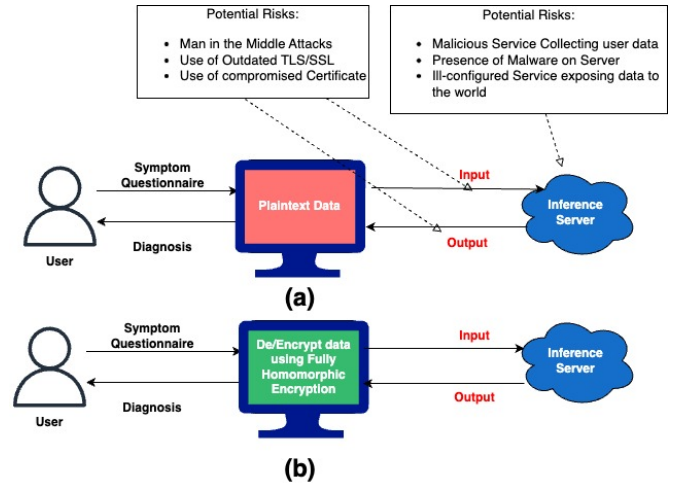 Potential Risks:
• Man in the Middle Attacks
• Use of Outdated TLS/SSL
• Use of compromised Certificate
Potential Risks:
• Malicious Service Collecting user data
• Presence of Malware on Server
• Ill-configured Service exposing data to
the world
Symptom
Questionnaire
Diagnosis
User
Plaintext Data
Input
Output
Inference
Server
(a)
Symptom
Questionnaire
Diagnosis
User
De/Encrypt data
using Fully
Homomorphic
Encryption
Input
Output
Inference
Server
(b)